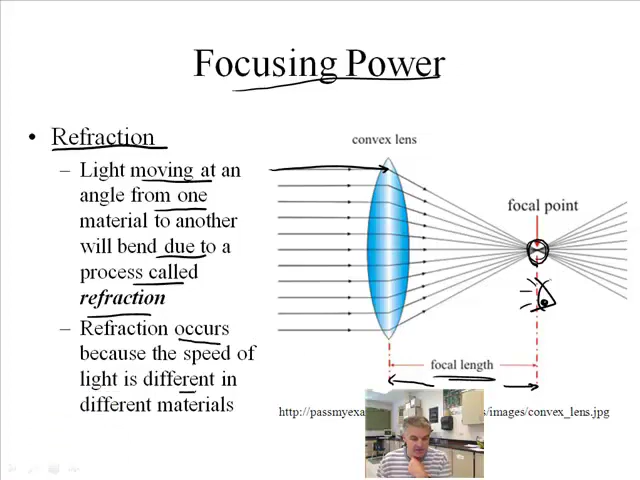 Focusing Power
• Refraction
– Light moving at an
angle from one
material to another
will bend due to a
process called
refraction
– Refraction occurs
because the speed of
light is different in
different materials
convex lens
focal point
focal length
http://passmyexa
s/images/convex_lens.jpg